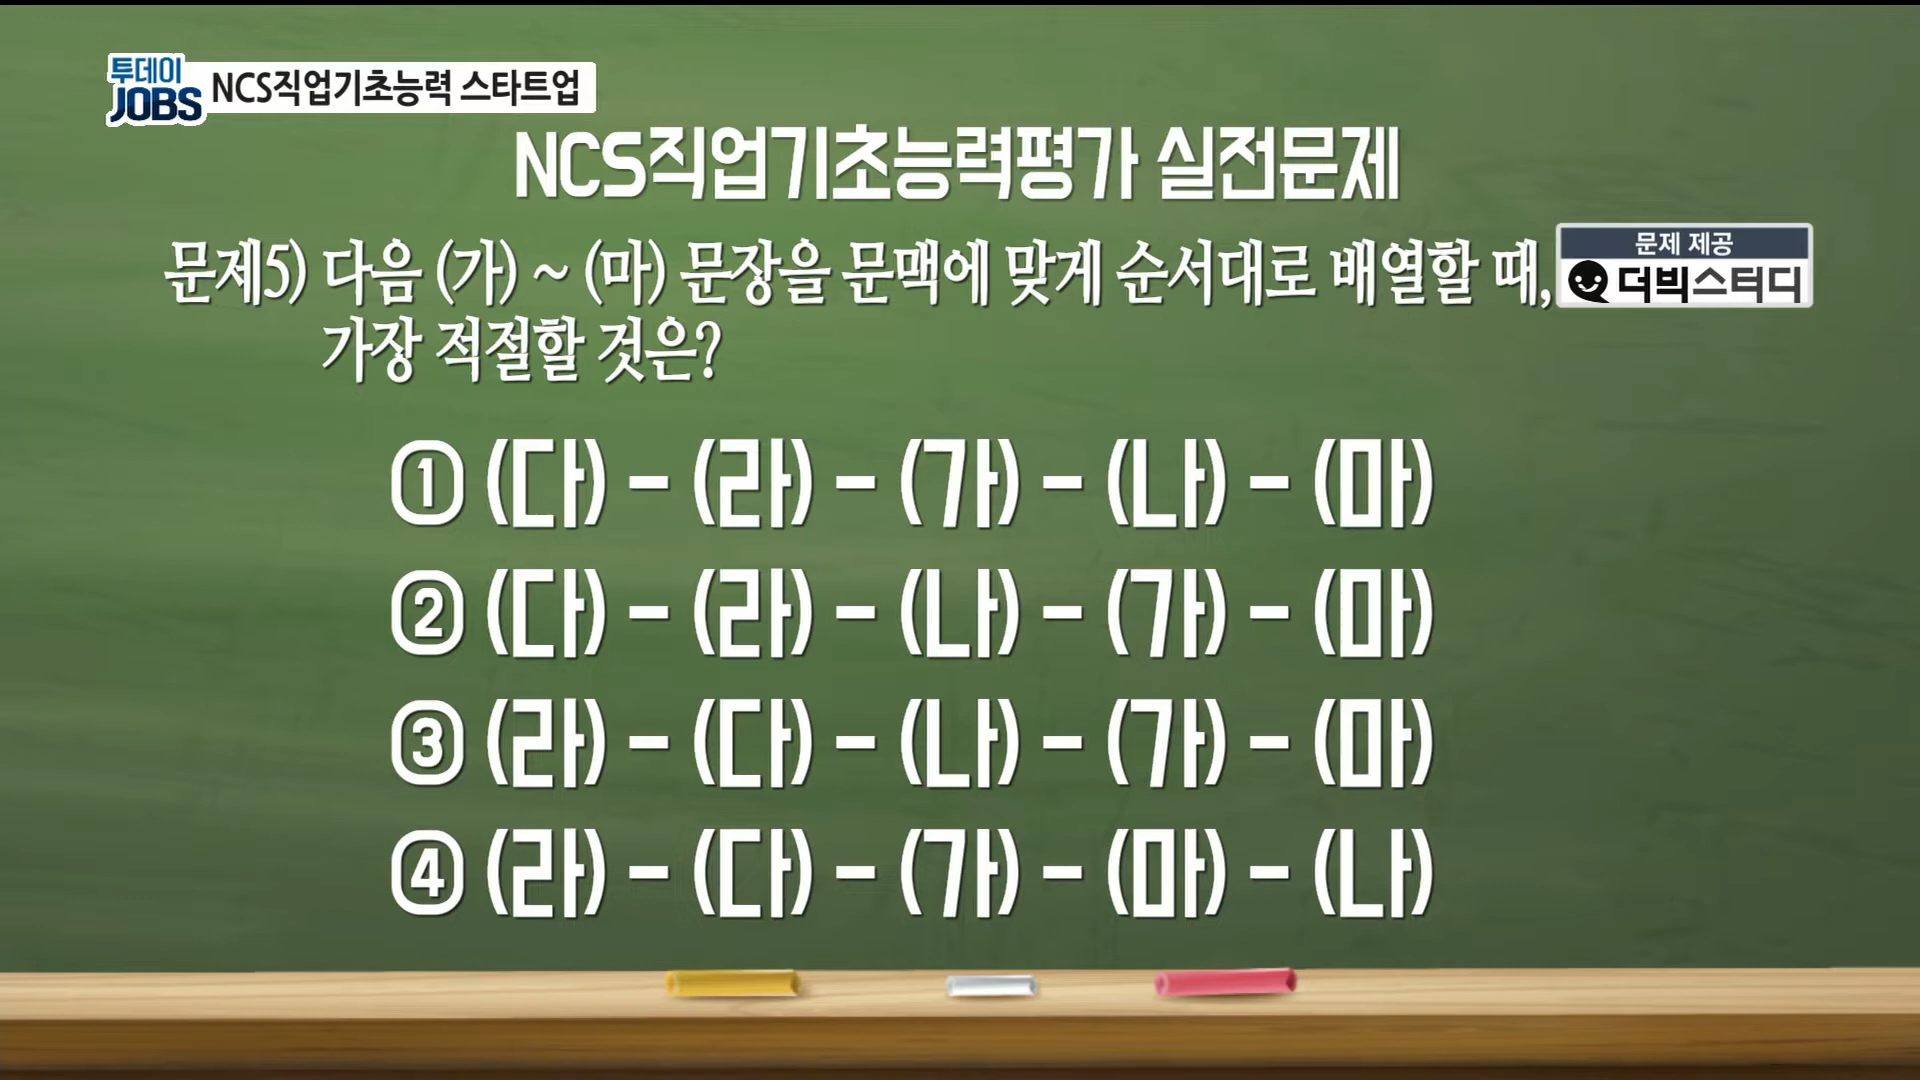 투데이
JOBS
NCS직업기초능력 스타트업
NCS직업기초능력평가 실전문제
문제5) 다음 (가) ~ (마) 문장을 문맥에 맞게 순서대로 배열할 때,
가장 적절할 것은?
문제 제공
더빅스터디
① (다) - (라) - (가) - (나) - (마)
② (다) - (라) - (나) - (가) - (마)
③ (라) - (다) - (나) - (가) - (마)
④ (라) - (다) - (가) - (마) - (나)